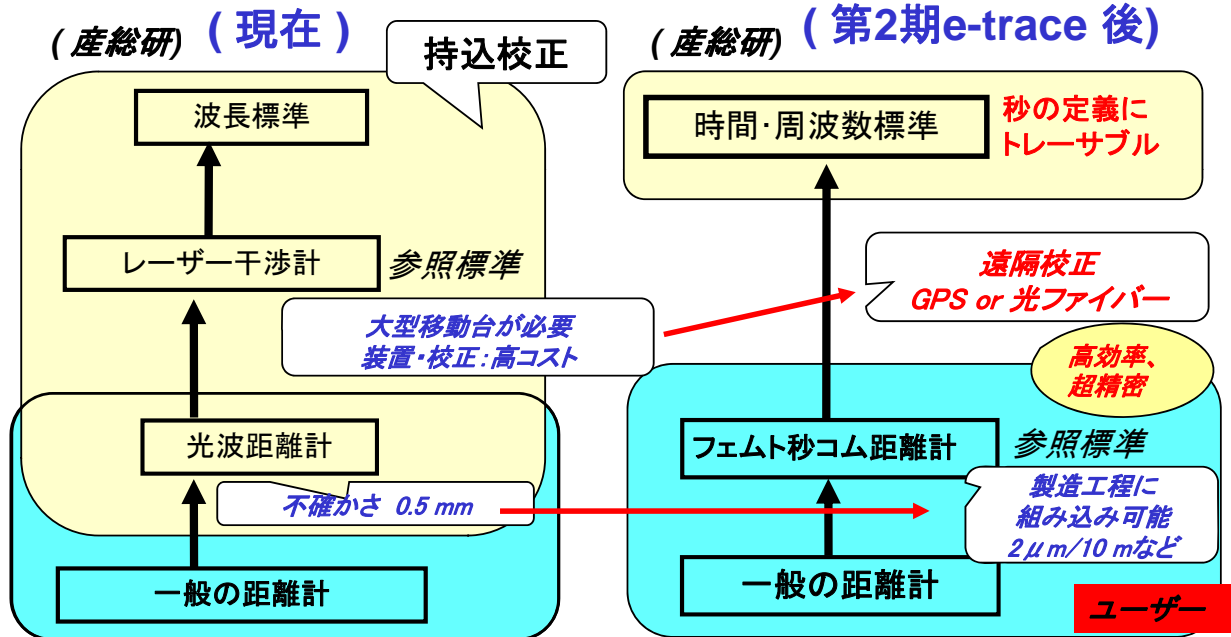 (産総研) (現在)
持込校正
波長標準
レーザー干渉計
参照標準
大型移動台が必要
装置・校正:高コスト
光波距離計
不確かさ 0.5 mm
一般の距離計
(産総研) (第2期e-trace 後)
時間・周波数標準
秒の定義に
トレーサブル
遠隔校正
GPS or 光ファイバー
高効率、
超精密
フェムト秒コム距離計
参照標準
製造工程に
組み込み可能
2μm/10 mなど
一般の距離計
ユーザー